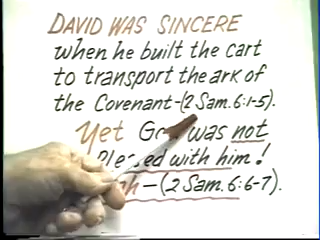 DAVID WAS SINCERE
when he built the cart
to transport the ark of
the Covenant-(2 Sam. 6:1-5).
Yet was not
with him!
(2 Sam. 6:6-7).